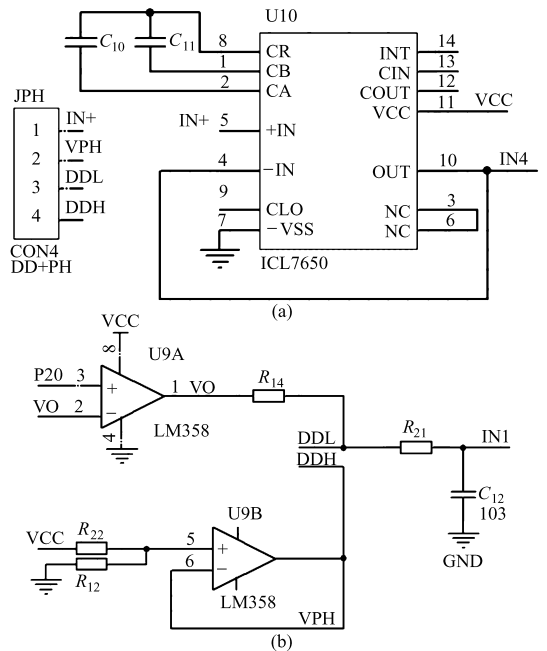 U10
C10
C11
8 CR
1 CB
2 CA
IN+ 5 +IN
4 −IN
9 CLO
7 −VSS
INT 14
CIN 13
COUT 12
VCC 11 VCC
OUT 10 IN4
NC 3
NC 6
ICL7650
JPH
1 IN+
2 VPH
3 DDL
4 DDH
CON4
DD+PH
(a)
VCC
8
U9A
P20 3 +
VO 2 −
1 VO
4
LM358
R14
DDL
DDH
R21
IN1
C12
103
GND
VCC
R22
R12
U9B
5 +
6 −
LM358
VPH
(b)